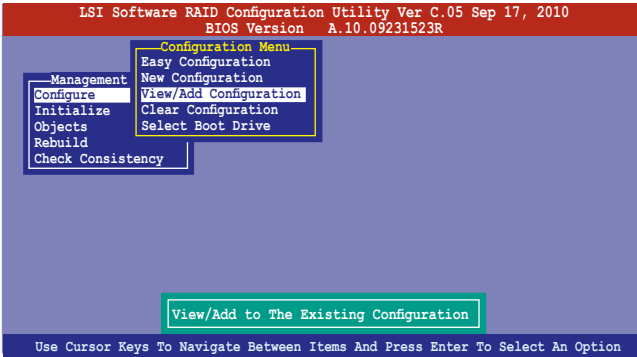 LSI Software RAID Configuration Utility Ver C.05 Sep 17, 2010
BIOS Version A.10.09231523R
Configuration Menu
Easy Configuration
New Configuration
View/Add Configuration
Clear Configuration
Select Boot Drive
Management
Configure
Initialize
Objects
Rebuild
Check Consistency
View/Add to The Existing Configuration
Use Cursor Keys To Navigate Between Items And Press Enter To Select An Option